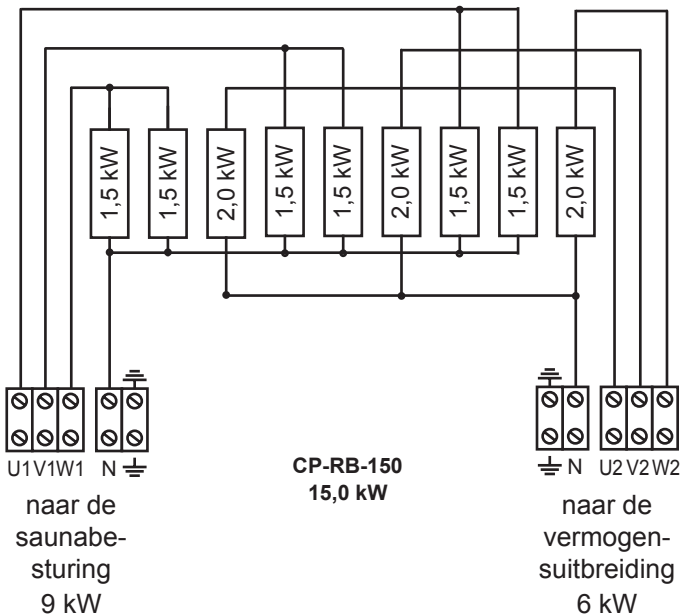 1,5 kW
1,5 kW
2,0 kW
1,5 kW
1,5 kW
2,0 kW
1,5 kW
1,5 kW
2,0 kW
U1 V1 W1 N
CP-RB-150
15,0 kW
N U2 V2 W2
naar de
saunabe-
sturing
9 kW
naar de
vermogen-
suitbreiding
6 kW